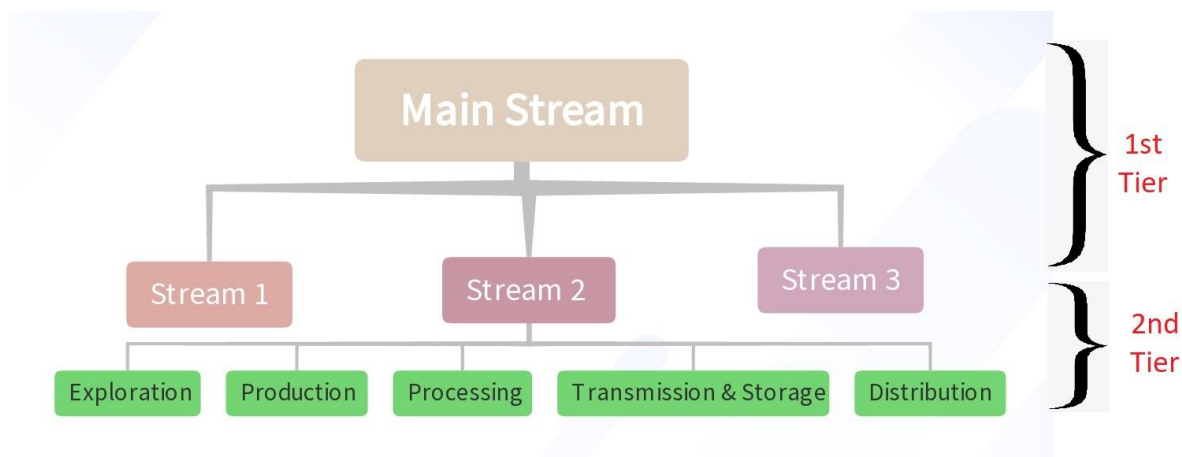 Main Stream
1st
Tier
Stream 1
Stream 2
Stream 3
2nd
Tier
Exploration
Production
Processing
Transmission & Storage
Distribution